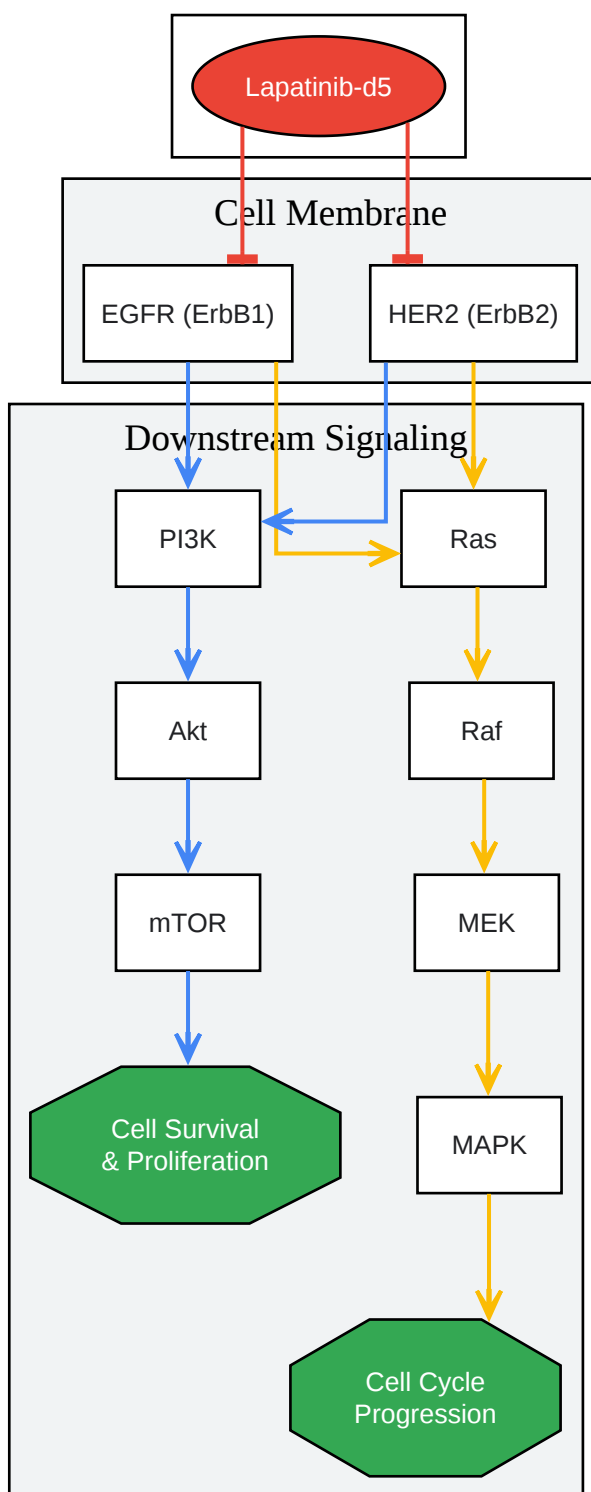 Lapatinib-d5
Cell Membrane
EGFR (ErbB1)
HER2 (ErbB2)
Downstream Signaling
PI3K
Ras
Akt
Raf
mTOR
MEK
Cell Survival
& Proliferation
MAPK
Cell Cycle
Progression